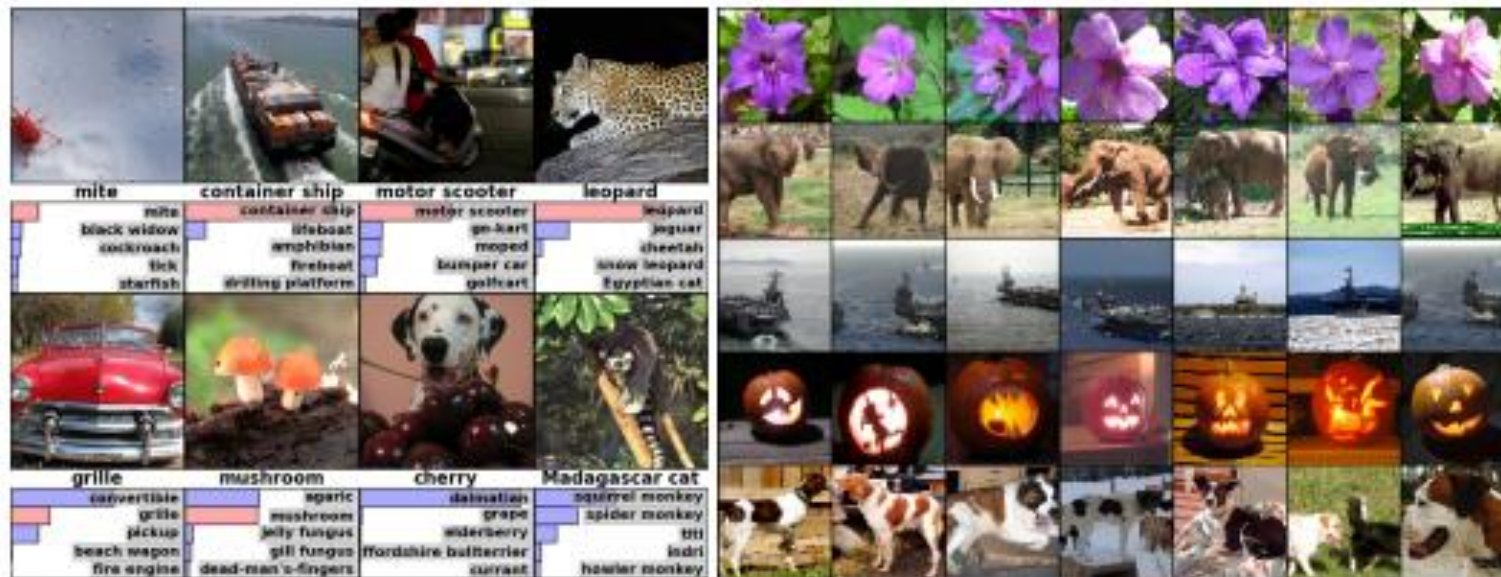 mite
container ship
motor scooter
leopard
mite
black widow
cockroach
tick
starfish
container ship
lifeboat
amphibian
fireboat
drilling platform
motor scooter
go-kart
moped
bumper car
golfcart
leopard
jaguar
cheetah
snow leopard
Egyptian cat
grille
mushroom
cherry
Madagascar cat
convertible
grille
pickup
beach wagon
fire engine
agaric
mushroom
jelly fungus
gill fungus
dead-man's-fingers
dalmatian
grape
elderberry
ffordshire bullterrier
currant
squirrel monkey
spider monkey
titi
indri
howler monkey